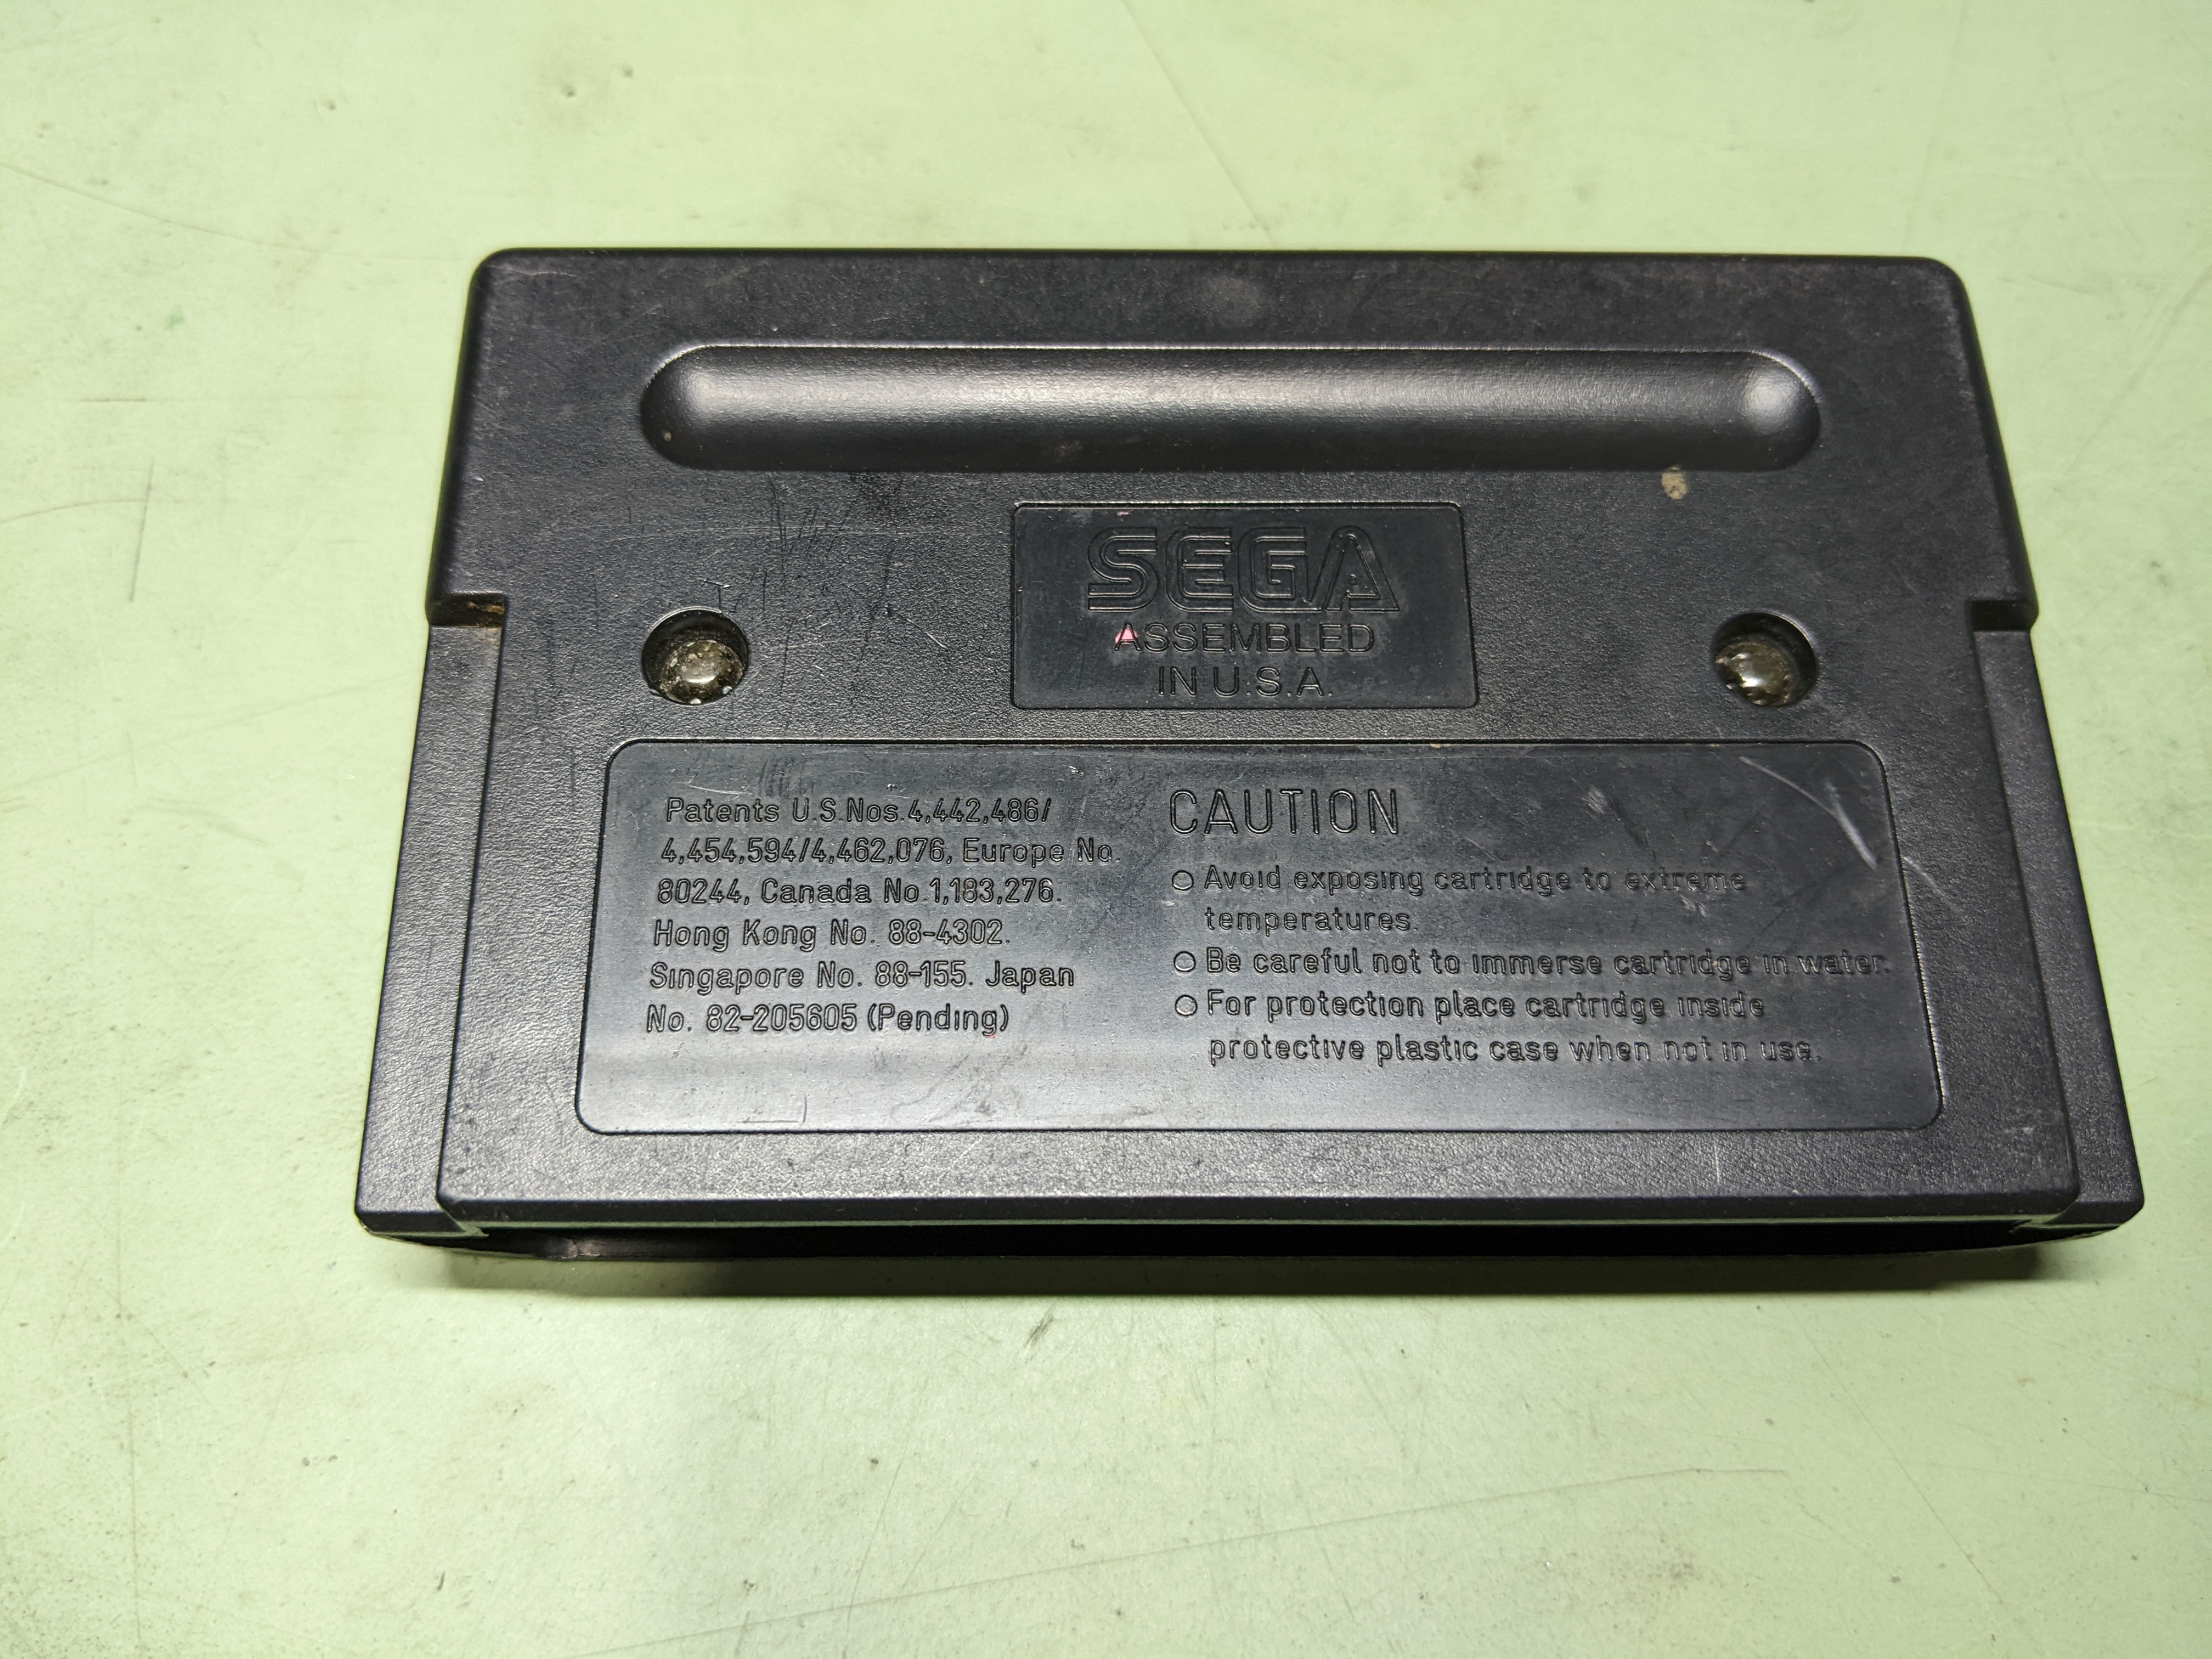 SEGA
ASSEMBLED
IN U.S.A.
Patents U.S.Nos.4,442,486/
4,454,594/4,462,076, Europe No.
80244, Canada No.1,183,276.
Hong Kong No. 88-4302.
Singapore No. 88-155. Japan
No. 82-205605 (Pending)
CAUTION
○ Avoid exposing cartridge to extreme
temperatures.
○ Be careful not to immerse cartridge in water.
○ For protection place cartridge inside
protective plastic case when not in use.